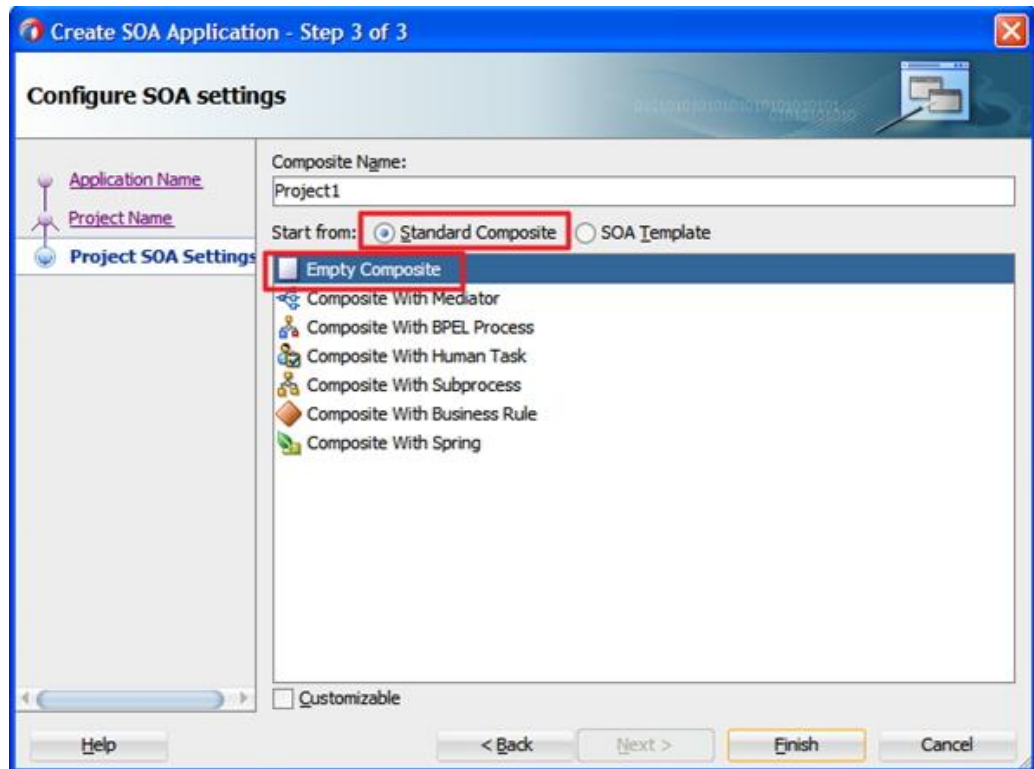 Create SOA Application - Step 3 of 3
Configure SOA settings
Application Name
Project Name
Project SOA Settings
Composite Name:
Project1
Start from: Standard Composite SOA Template
Empty Composite
Composite With Mediator
Composite With BPEL Process
Composite With Human Task
Composite With Subprocess
Composite With Business Rule
Composite With Spring
Customizable
Help < Back Next > Finish Cancel